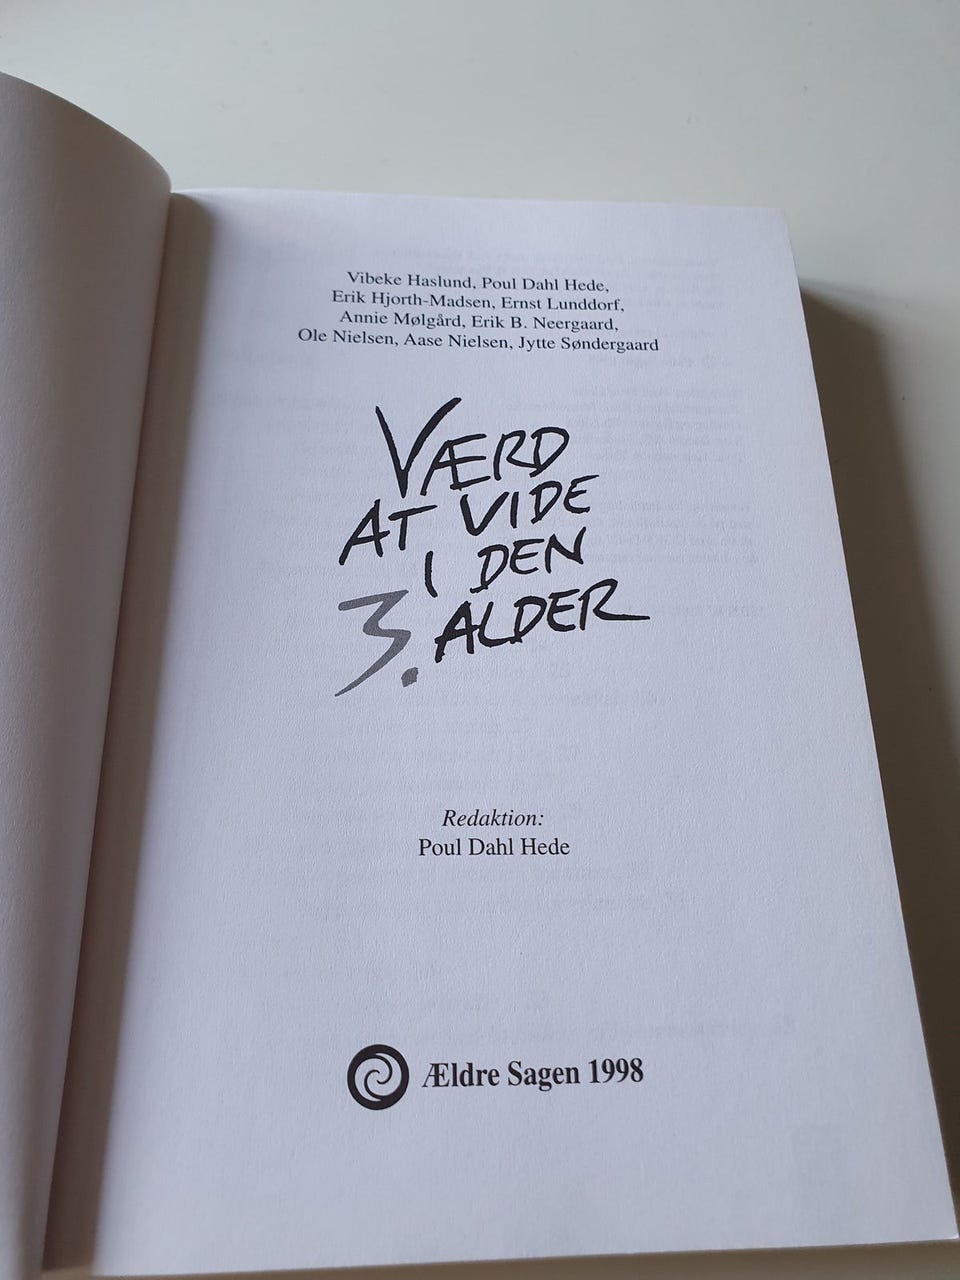 Vibeke Haslund, Poul Dahl Hede,
Erik Hjorth-Madsen, Ernst Lunddorf,
Annie Mølgård, Erik B. Neergaard,
Ole Nielsen, Aase Nielsen, Jytte Søndergaard
VÆRD
AT VIDE
I DEN
3. ALDER
Redaktion:
Poul Dahl Hede
Ældre Sagen 1998